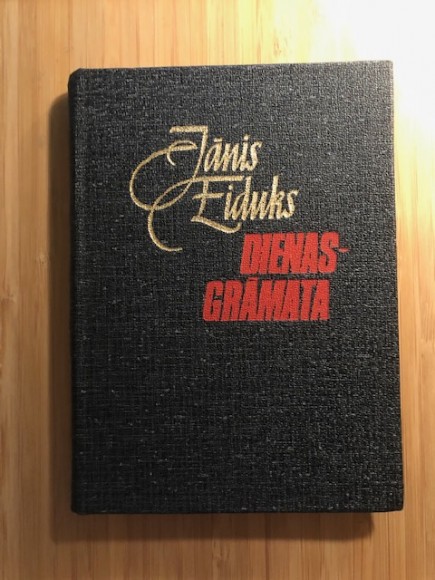 Jānis
Eiduks
DIENAS-
GRĀMATA